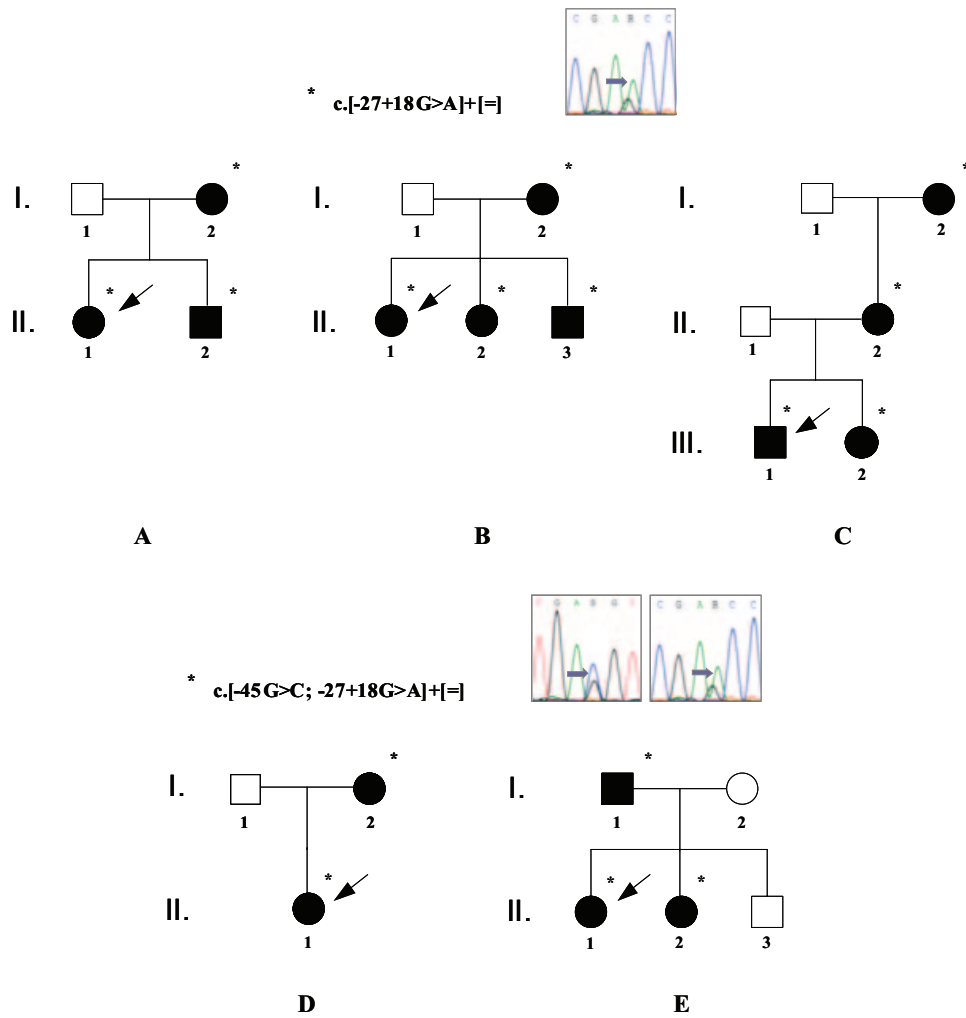 C G A R C C
* c.[-27+18G>A]+[=]
* * *
I. I. I.
1 2 1 2 1 2
* * * * * *
II. II. II.
1 2 1 2 3 1 2
* *
III.
1 2
A B C
G A S G C G A R C C
* c.[-45G>C; -27+18G>A]+[=]
* *
I. I.
1 2 1 2
* * *
II. II.
1 1 2 3
D E